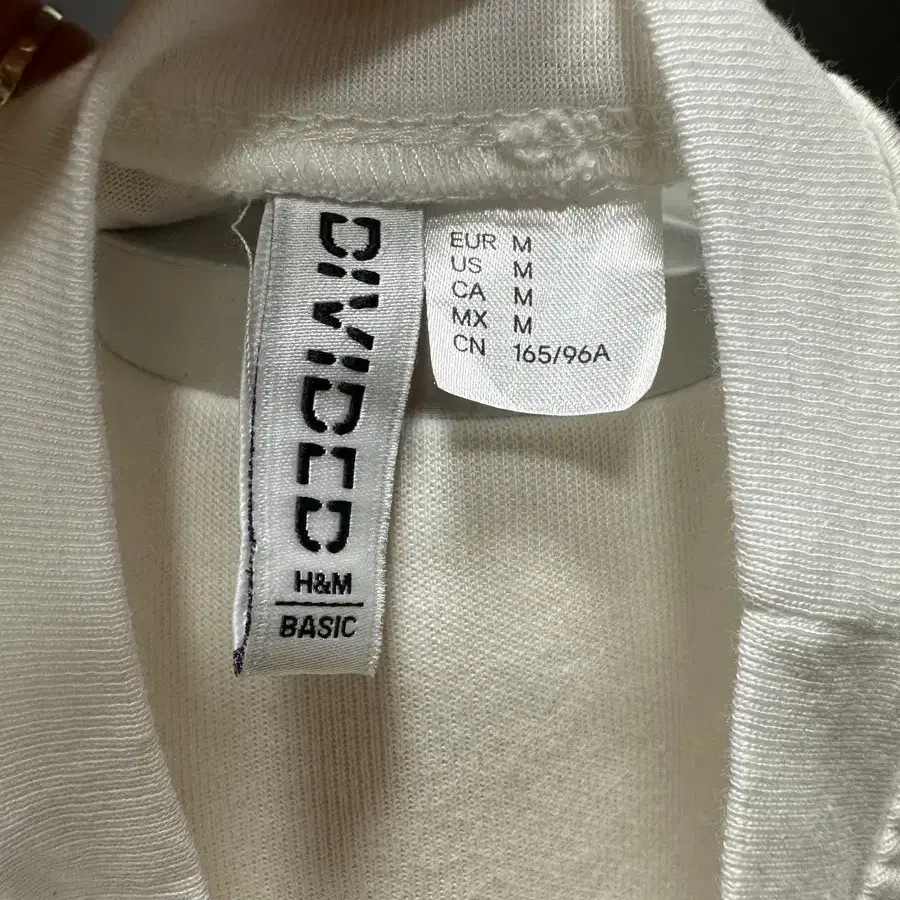 DIVIDED
H&M
BASIC
EUR M
US M
CA M
MX M
CN 165/96A